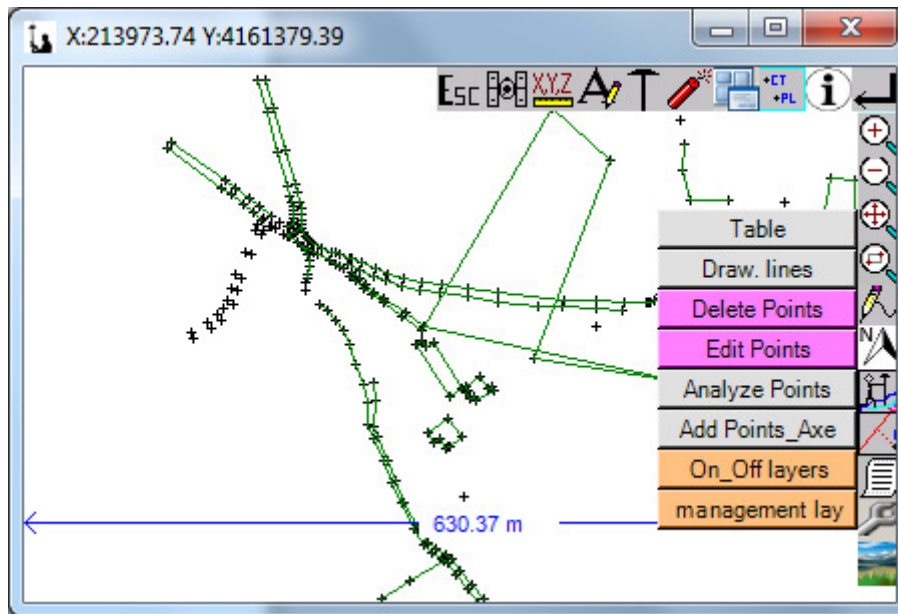 X:213973.74 Y:4161379.39
Esc X,Y,Z A T +CT +PL i
N
Table
Draw. lines
Delete Points
Edit Points
Analyze Points
Add Points_Axe
On_Off layers
management lay
630.37 m